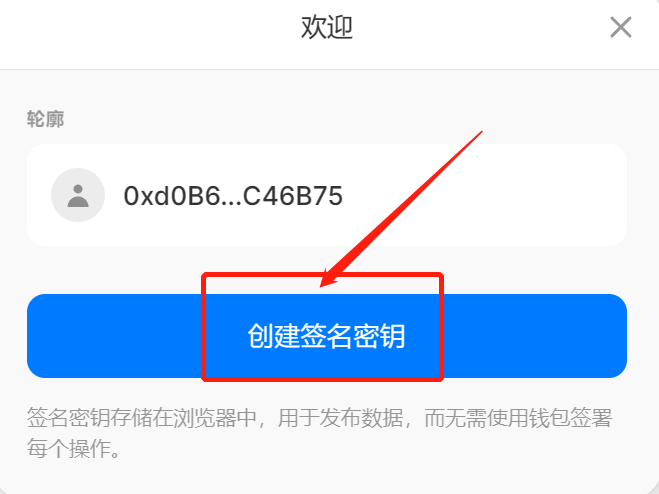 欢迎
轮廓
0xd0B6...C46B75
创建签名密钥
签名密钥存储在浏览器中，用于发布数据，而无需使用钱包签署
每个操作。